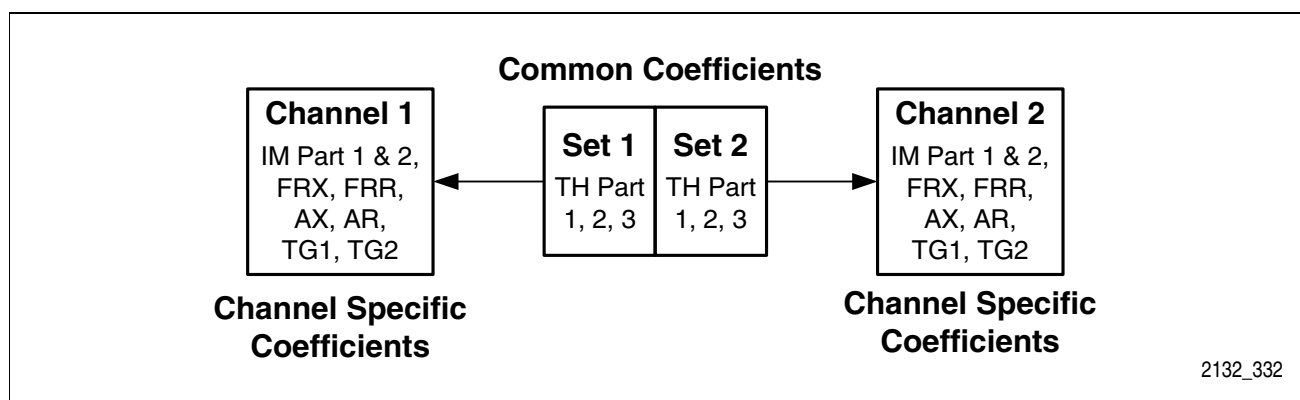 Common Coefficients
Channel 1
IM Part 1 & 2,
FRX, FRR,
AX, AR,
TG1, TG2
Channel Specific
Coefficients
Set 1
TH Part
1, 2, 3
Set 2
TH Part
1, 2, 3
Channel 2
IM Part 1 & 2,
FRX, FRR,
AX, AR,
TG1, TG2
Channel Specific
Coefficients
2132_332